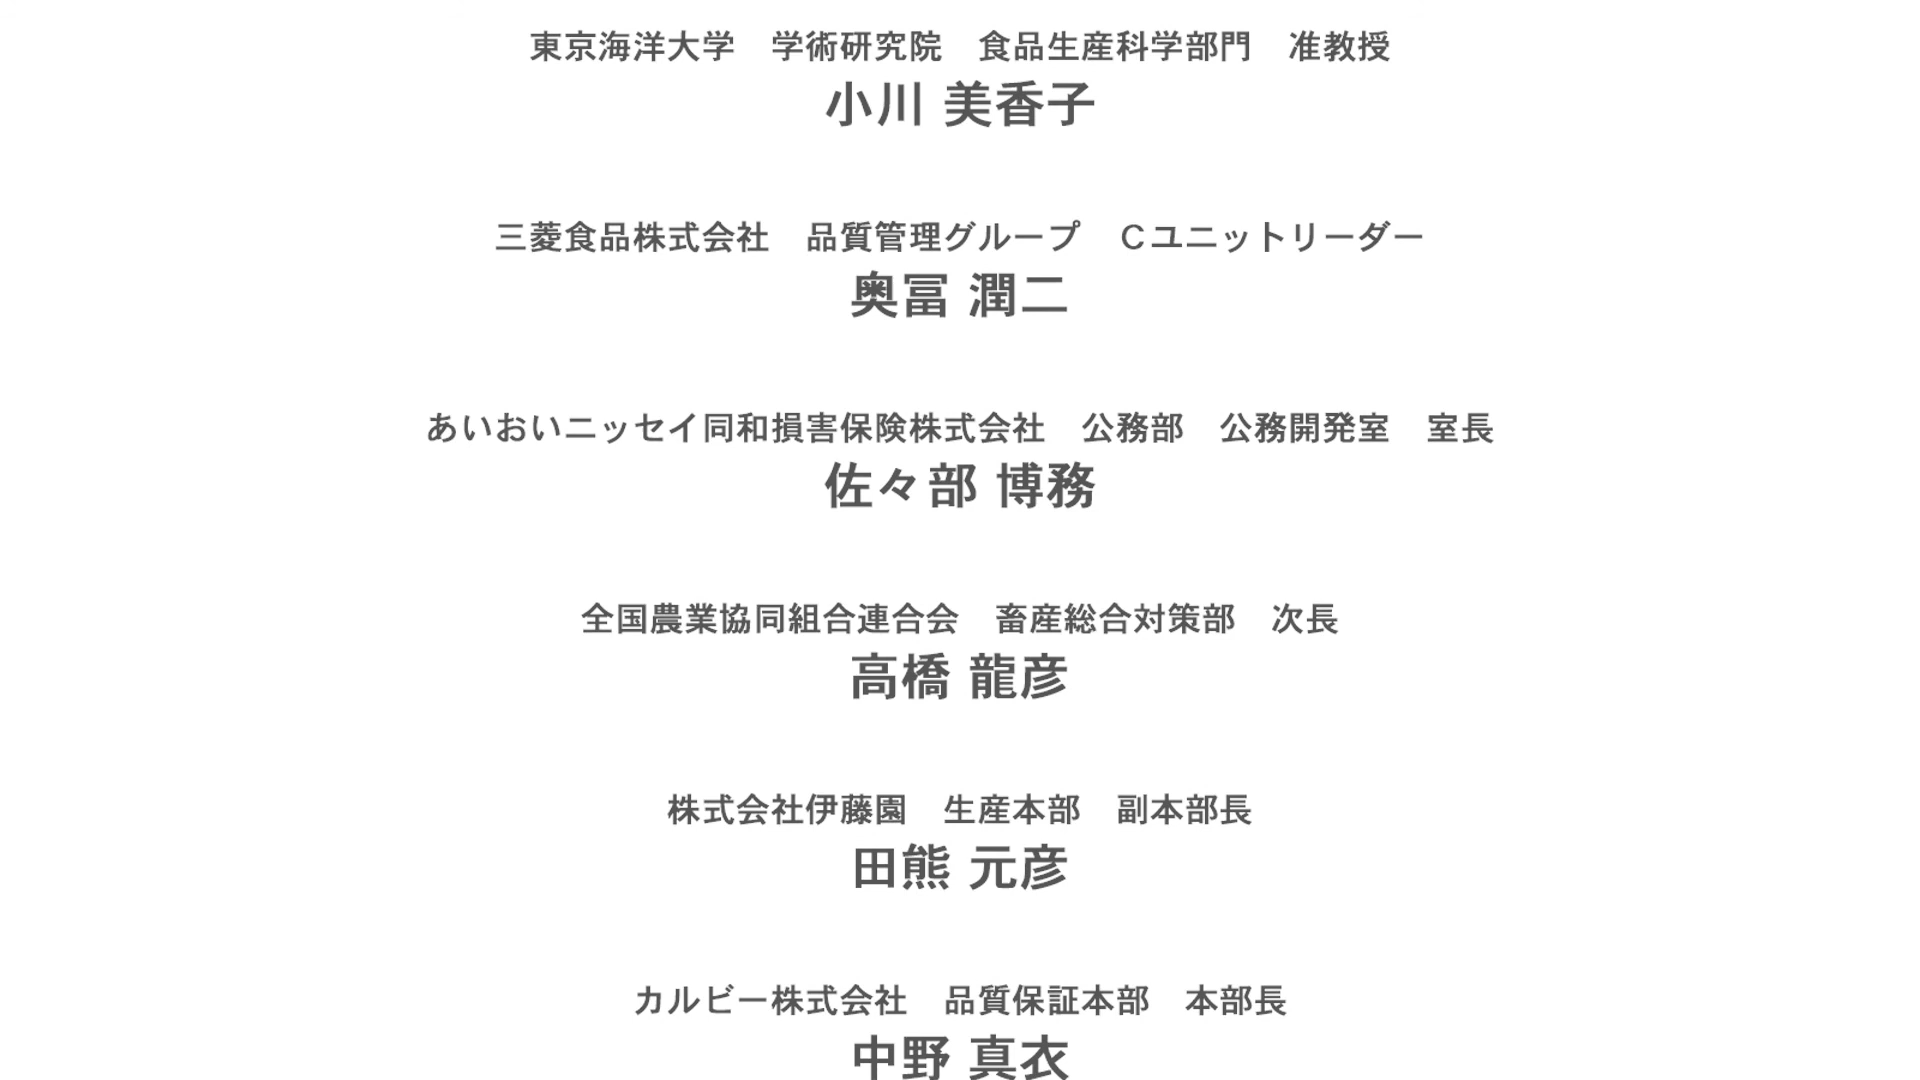 東京海洋大学　学術研究院　食品生産科学部門　准教授
小川 美香子
三菱食品株式会社　品質管理グループ　Ｃユニットリーダー
奥冨 潤二
あいおいニッセイ同和損害保険株式会社　公務部　公務開発室　室長
佐々部 博務
全国農業協同組合連合会　畜産総合対策部　次長
高橋 龍彦
株式会社伊藤園　生産本部　副本部長
田熊 元彦
カルビー株式会社　品質保証本部　本部長
中野 真衣